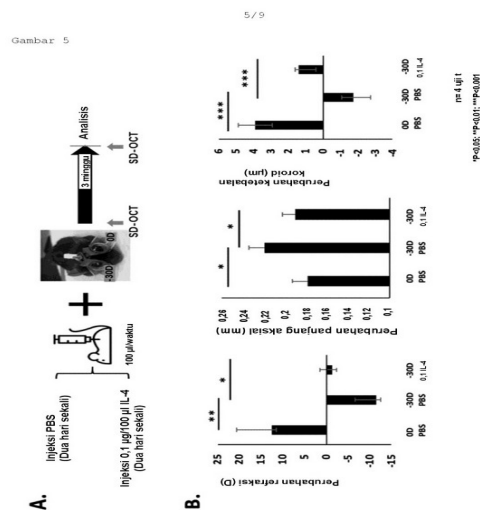 5/9
Gambar 5
A.
Injeksi PBS
(Dua hari sekali)
Injeksi 0,1 µg/100 µl IL-4
(Dua hari sekali)
100 µl/waktu
-30D
0D
3 minggu
Analisis
SD-OCT
SD-OCT
B.
Perubahan refraksi (D)
25
20
15
10
5
0
-5
-10
-15
**
*
0D
PBS
-30D
PBS
-30D
0,1 IL-4
Perubahan panjang aksial (mm)
0,26
0,24
0,22
0,2
0,18
0,16
0,14
0,12
0,1
*
*
0D
PBS
-30D
PBS
-30D
0,1 IL-4
Perubahan ketebalan
koroid (µm)
6
5
4
3
2
1
0
-1
-2
-3
-4
***
***
0D
PBS
-30D
PBS
-30D
0,1 IL-4
n=4 uji t
*P<0,05; **P<0,01; ***P<0,001